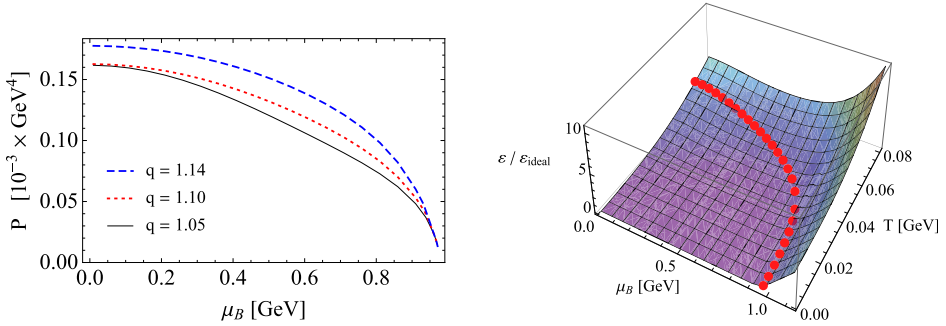 P [10⁻³ × GeV⁴]
0.15
0.10
0.05
0.00
q = 1.14
q = 1.10
q = 1.05
0.0 0.2 0.4 0.6 0.8
μB [GeV]
10
5
0
ε / εideal
0.0
0.5
1.0
μB [GeV]
0.08
0.06
0.04
0.02
0.00
T [GeV]